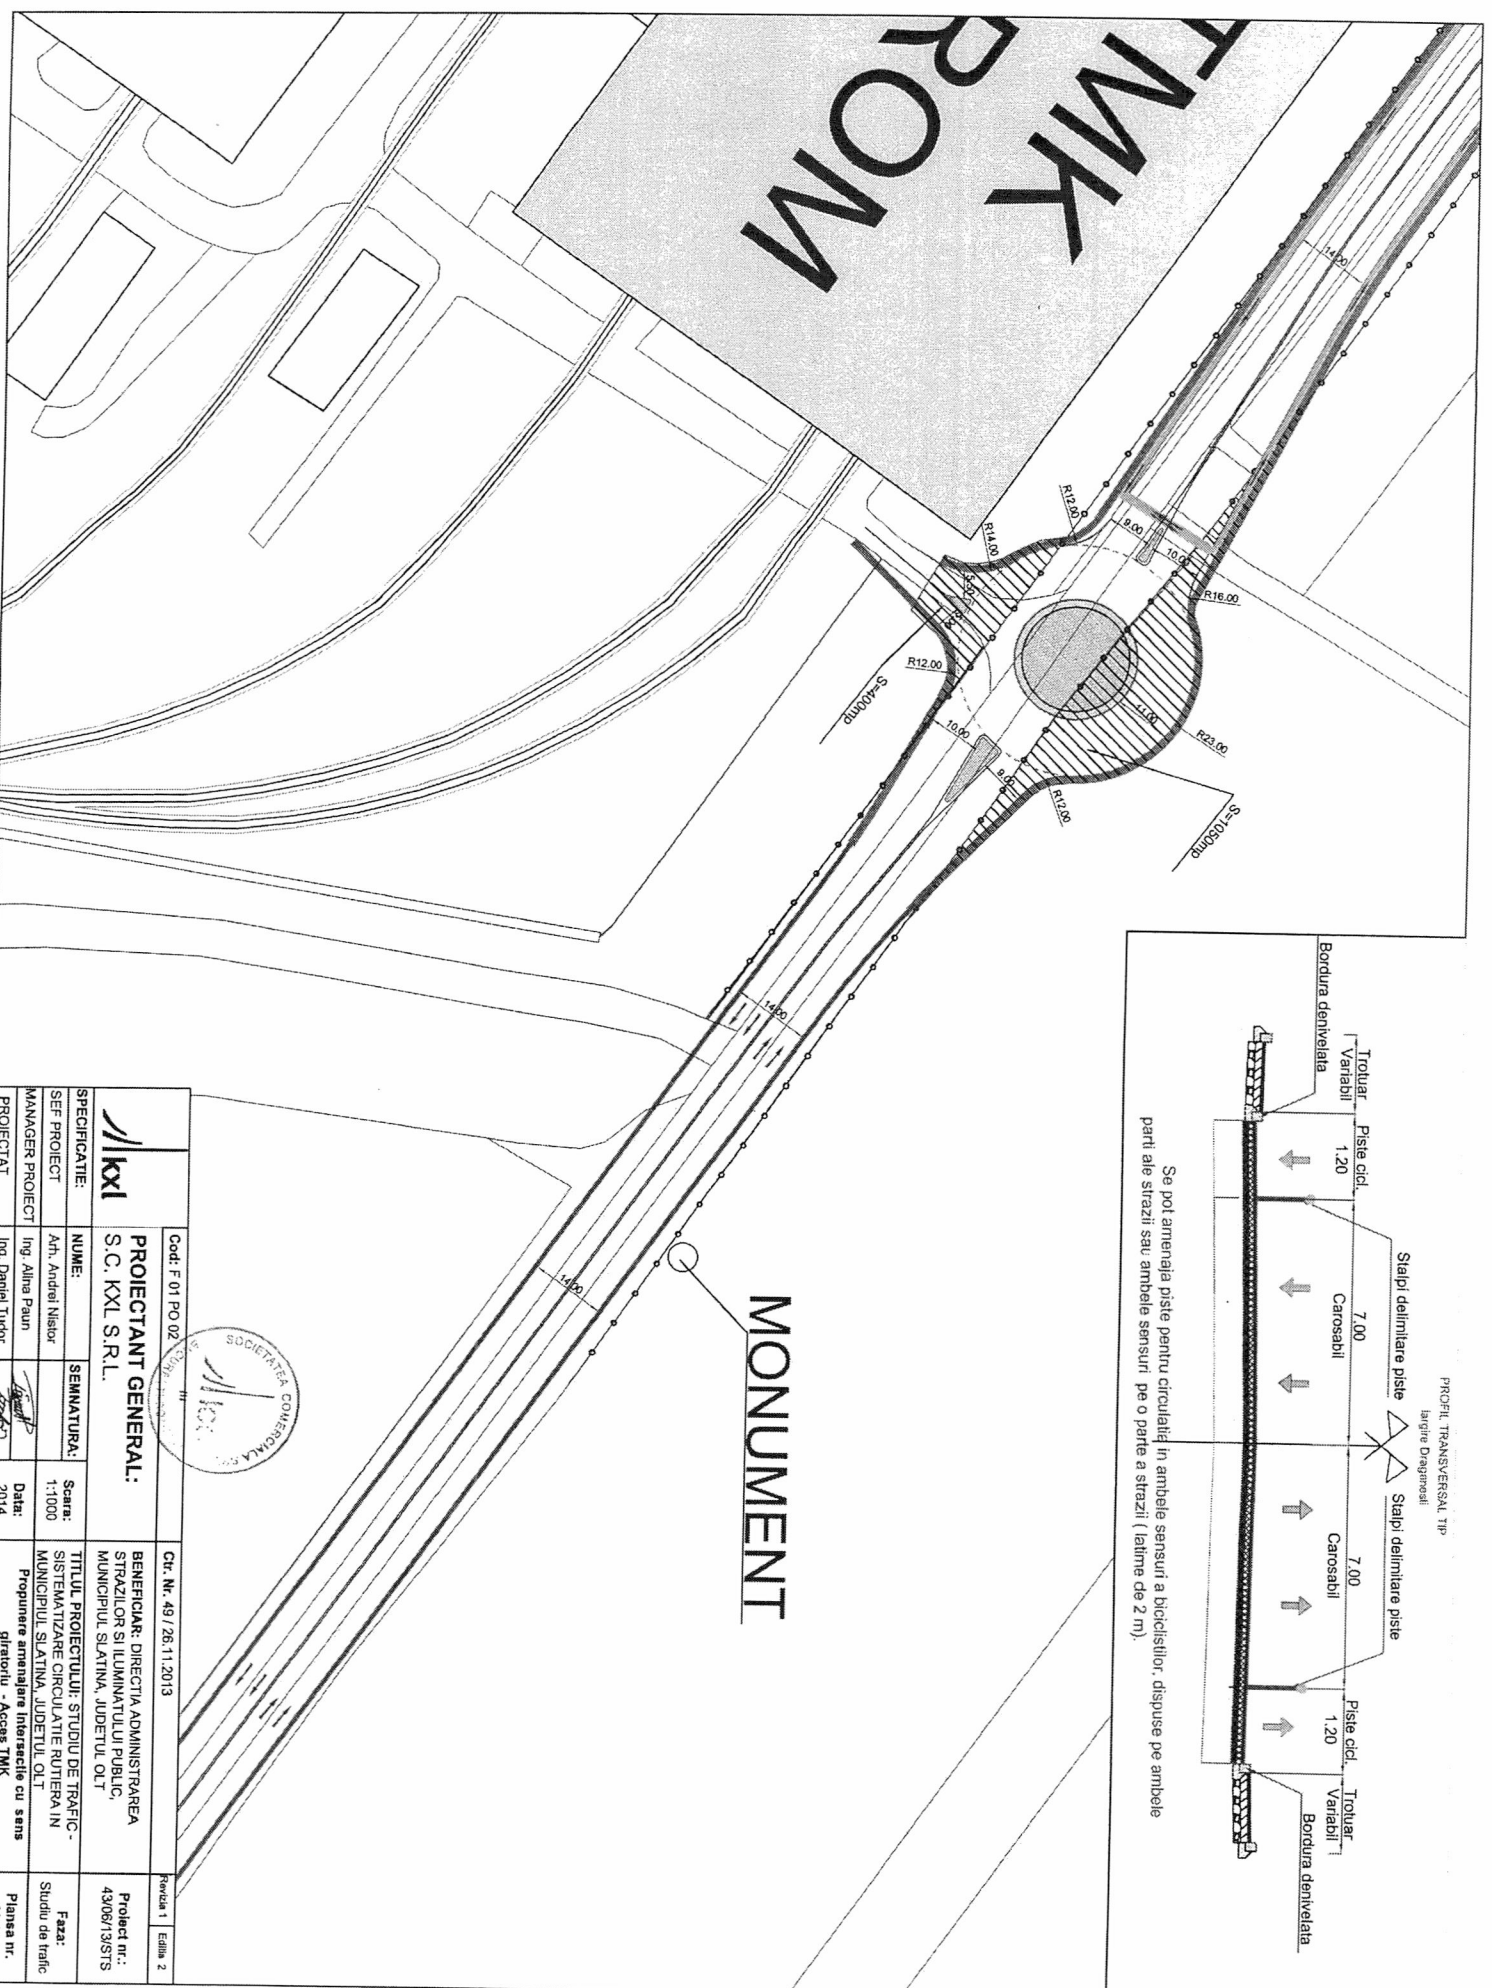 TMK
ROM
14.00
R12.00
9.00
10.00
R14.00
R16.00
5.50
R12.00
S=400mp
10.00
9.00
11.00
R23.00
R12.00
S=1050mp
14.00
14.00
MONUMENT
PROFIL TRANSVERSAL TIP
largire Draganesti
Stalpi delimitare piste
Stalpi delimitare piste
Trotuar
Variabil
Piste cicl.
1.20
7.00
Carosabil
7.00
Carosabil
Piste cicl.
1.20
Trotuar
Variabil
Bordura denivelata
Bordura denivelata
Se pot amenaja piste pentru circulatia in ambele sensuri a biciclistilor, dispuse pe ambele
parti ale strazii sau ambele sensuri pe o parte a strazii ( latime de 2 m).
Cod: F 01 PO 02
Ctr. Nr. 49 / 26.11.2013
Revizia 1
Editia 2
kxl
PROIECTANT GENERAL:
S.C. KXL S.R.L.
SOCIETATEA COMERCIALA
BENEFICIAR: DIRECTIA ADMINISTRAREA
STRAZILOR SI ILUMINATULUI PUBLIC,
MUNICIPIUL SLATINA, JUDETUL OLT
Proiect nr.:
43/06/13/STS
SPECIFICATIE:
NUME:
SEMNATURA:
Scara:
1:1000
TITLUL PROIECTULUI: STUDIU DE TRAFIC -
SISTEMATIZARE CIRCULATIE RUTIERA IN
MUNICIPIUL SLATINA, JUDETUL OLT
Faza:
Studiu de trafic
SEF PROIECT
Arh. Andrei Nistor
MANAGER PROIECT
Ing. Alina Paun
Data:
2014
Propunere amenajare intersectie cu sens
giratoriu - Acces TMK
Plansa nr.
PROIECTAT
Ing. Daniel Tudor